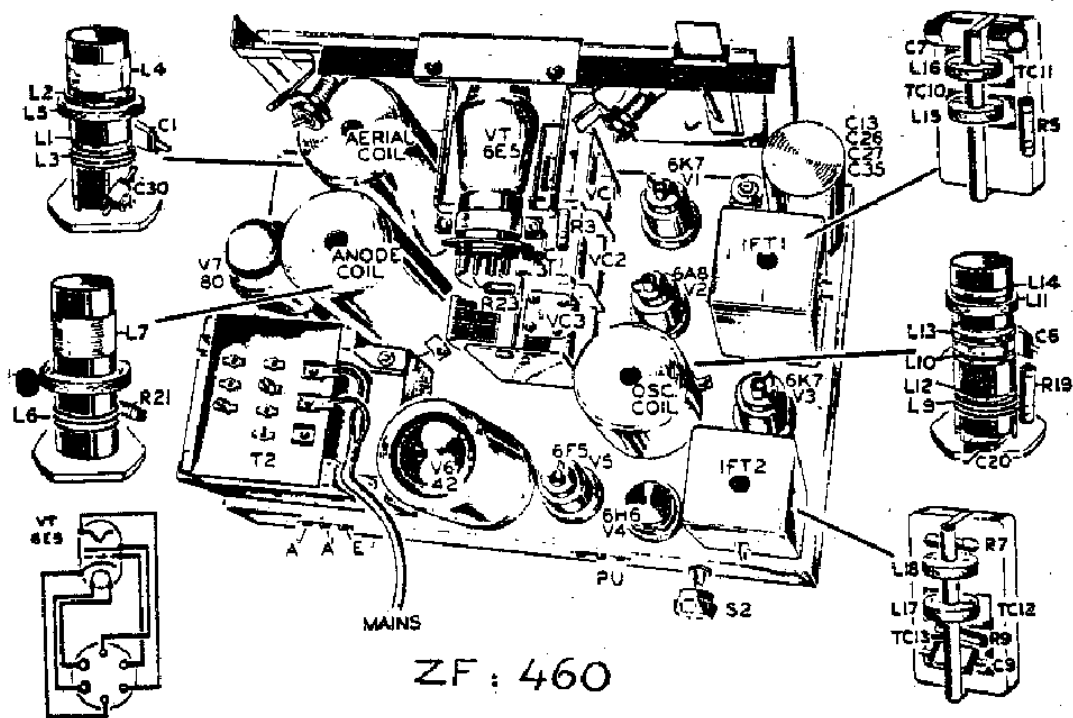 L4
L2
L5
L1
L3
C1
C30
AERIAL
COIL
VT
6E5
VC1
R3
6K7
V1
C13
C26
C27
C35
C7
L16
TC11
TC10
L15
R5
V7
80
ANODE
COIL
T1
VC2
R23
VC3
6A8
V2
IFT1
L14
L11
L13
L10
L12
L9
C6
R19
C20
L7
R21
L6
T2
V6
42
OSC.
COIL
6K7
V3
6F5
V5
6H6
V4
IFT2
VT
6E5
A
A
E
MAINS
PU
S2
R7
L18
L17
TC12
TC13
R9
C9
ZF: 460